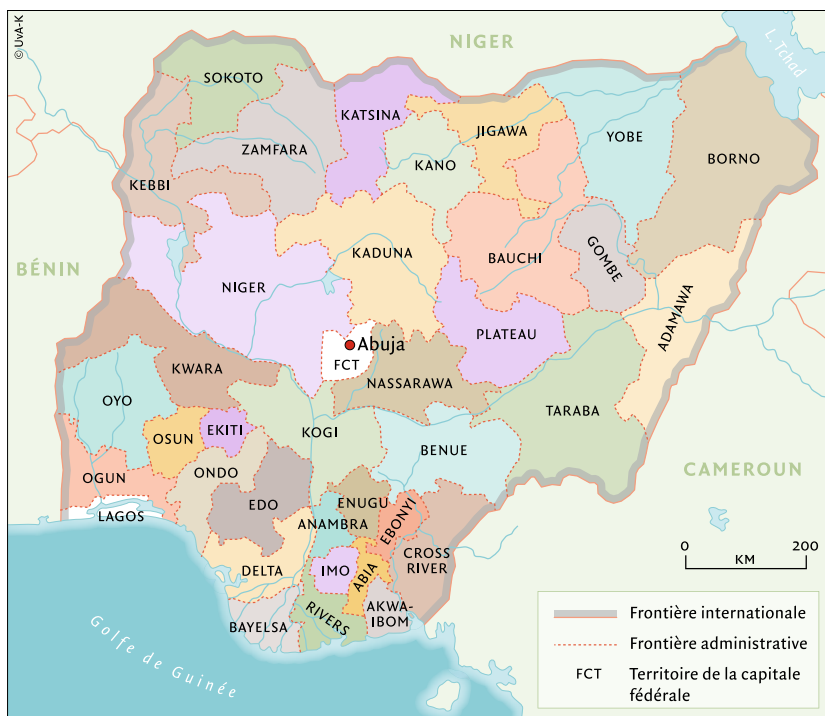 © UvA-K
NIGER
L. Tchad
SOKOTO
KATSINA
ZAMFARA
JIGAWA
YOBE
KANO
BORNO
KEBBI
BÉNIN
KADUNA
BAUCHI
GOMBE
NIGER
ADAMAWA
PLATEAU
Abuja
FCT
KWARA
NASSARAWA
OYO
TARABA
OSUN
EKITI
KOGI
BENUE
CAMEROUN
OGUN
ONDO
EDO
ENUGU
LAGOS
ANAMBRA
EBONYI
CROSS
RIVER
DELTA
IMO
ABIA
0
200
KM
AKWA-
IBOM
BAYELSA
RIVERS
Golfe de Guinée
Frontière internationale
Frontière administrative
FCT Territoire de la capitale
fédérale